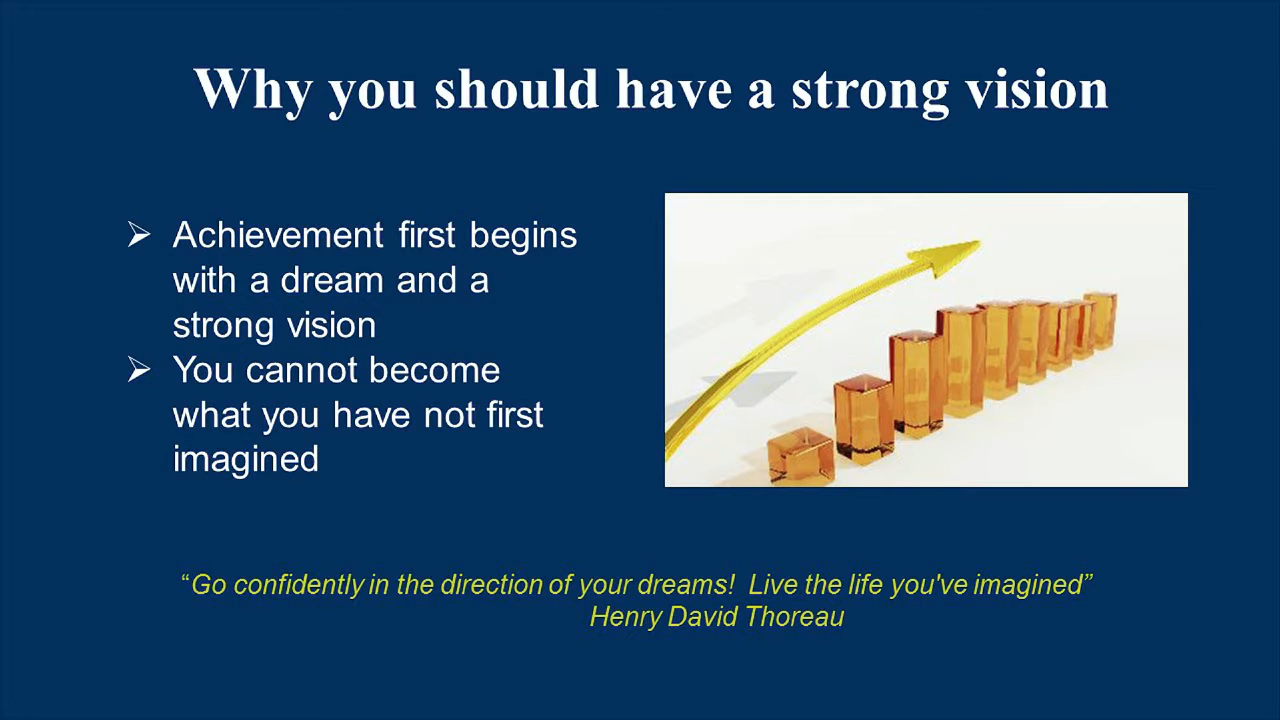 Why you should have a strong vision
➢ Achievement first begins
with a dream and a
strong vision
➢ You cannot become
what you have not first
imagined
“Go confidently in the direction of your dreams!  Live the life you've imagined”
Henry David Thoreau